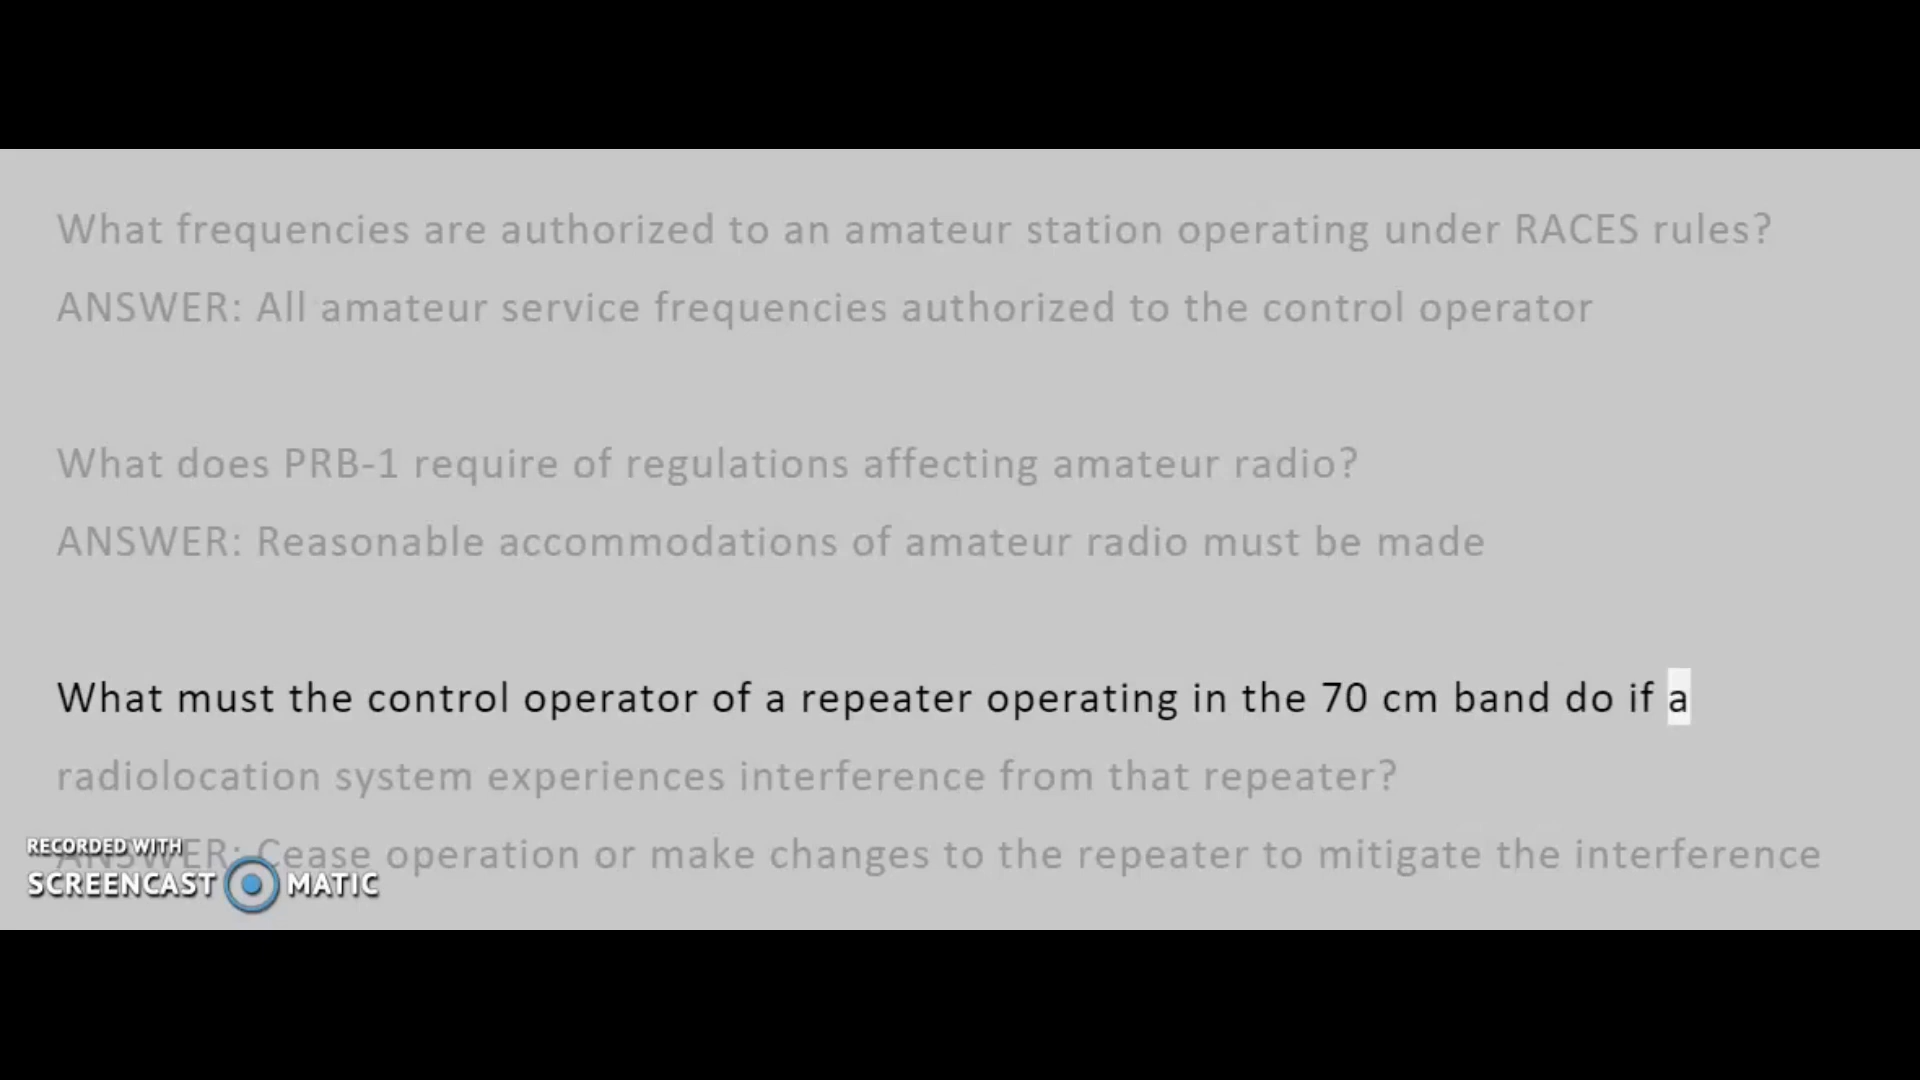 What frequencies are authorized to an amateur station operating under RACES rules?
ANSWER: All amateur service frequencies authorized to the control operator
What does PRB-1 require of regulations affecting amateur radio?
ANSWER: Reasonable accommodations of amateur radio must be made
What must the control operator of a repeater operating in the 70 cm band do if a
radiolocation system experiences interference from that repeater?
ANSWER: Cease operation or make changes to the repeater to mitigate the interference
RECORDED WITH
SCREENCAST MATIC